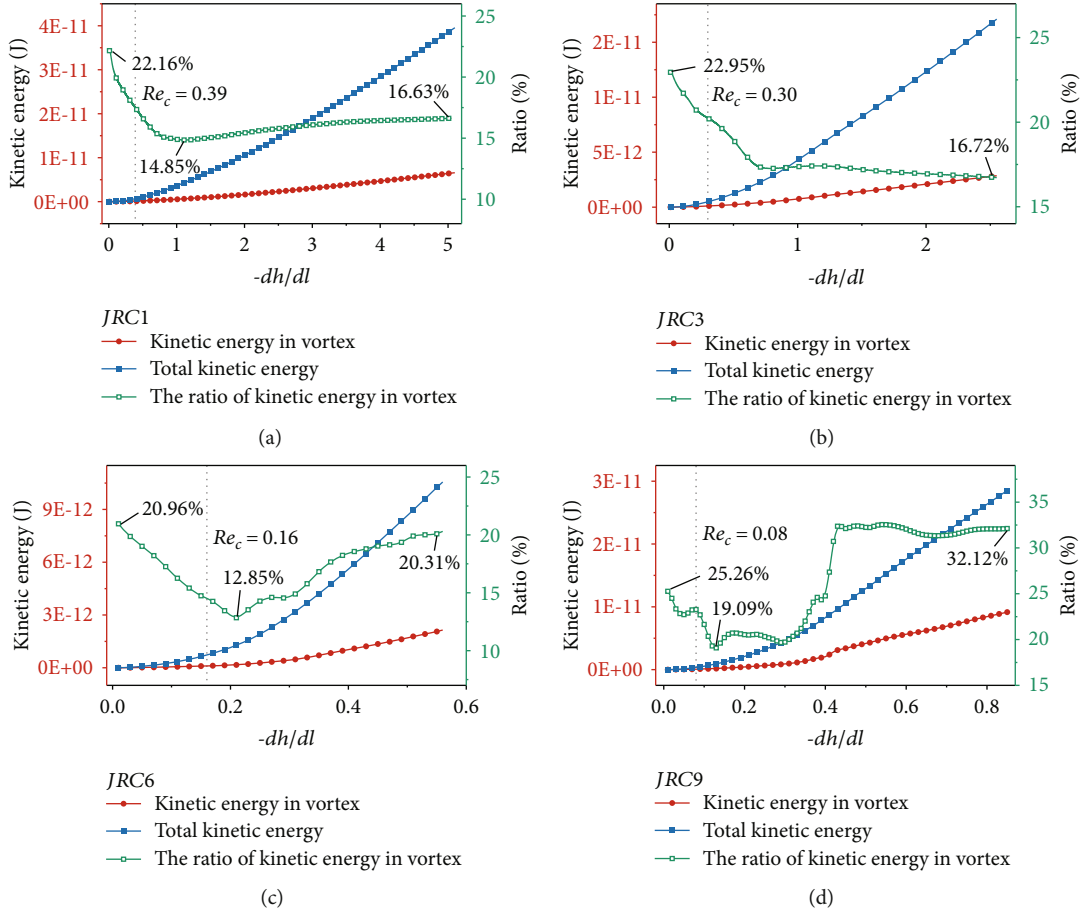 4E-11
3E-11
2E-11
1E-11
0E+00
Kinetic energy (J)
25
20
15
10
Ratio (%)
22.16%
Re_c = 0.39
14.85%
16.63%
0 1 2 3 4 5
-dh/dl
JRC1
Kinetic energy in vortex
Total kinetic energy
The ratio of kinetic energy in vortex
(a)
2E-11
1E-11
5E-12
0E+00
Kinetic energy (J)
25
20
15
Ratio (%)
22.95%
Re_c = 0.30
16.72%
0 1 2
-dh/dl
JRC3
Kinetic energy in vortex
Total kinetic energy
The ratio of kinetic energy in vortex
(b)
9E-12
6E-12
3E-12
0E+00
Kinetic energy (J)
25
20
15
10
Ratio (%)
20.96%
Re_c = 0.16
12.85%
20.31%
0.0 0.2 0.4 0.6
-dh/dl
JRC6
Kinetic energy in vortex
Total kinetic energy
The ratio of kinetic energy in vortex
(c)
3E-11
2E-11
1E-11
0E+00
Kinetic energy (J)
35
30
25
20
15
Ratio (%)
25.26%
Re_c = 0.08
19.09%
32.12%
0.0 0.2 0.4 0.6 0.8
-dh/dl
JRC9
Kinetic energy in vortex
Total kinetic energy
The ratio of kinetic energy in vortex
(d)